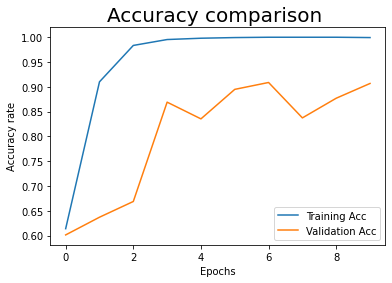 Accuracy comparison
1.00
0.95
0.90
0.85
0.80
0.75
0.70
0.65
0.60
Accuracy rate
Training Acc
Validation Acc
0 2 4 6 8
Epochs